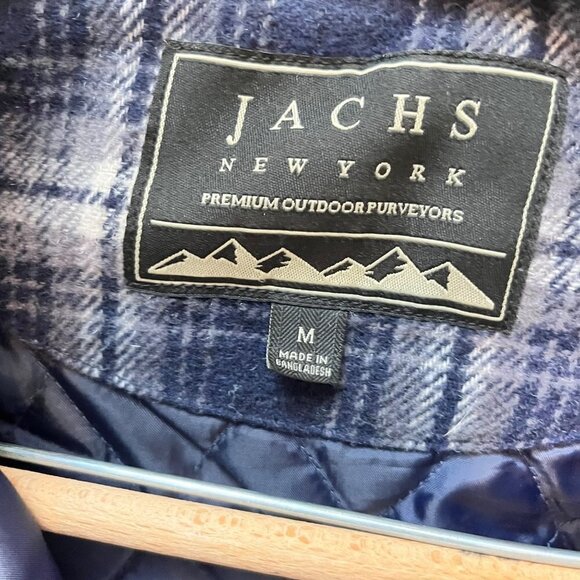 JACHS
NEW YORK
PREMIUM OUTDOOR PURVEYORS
M
MADE IN
BANGLADESH